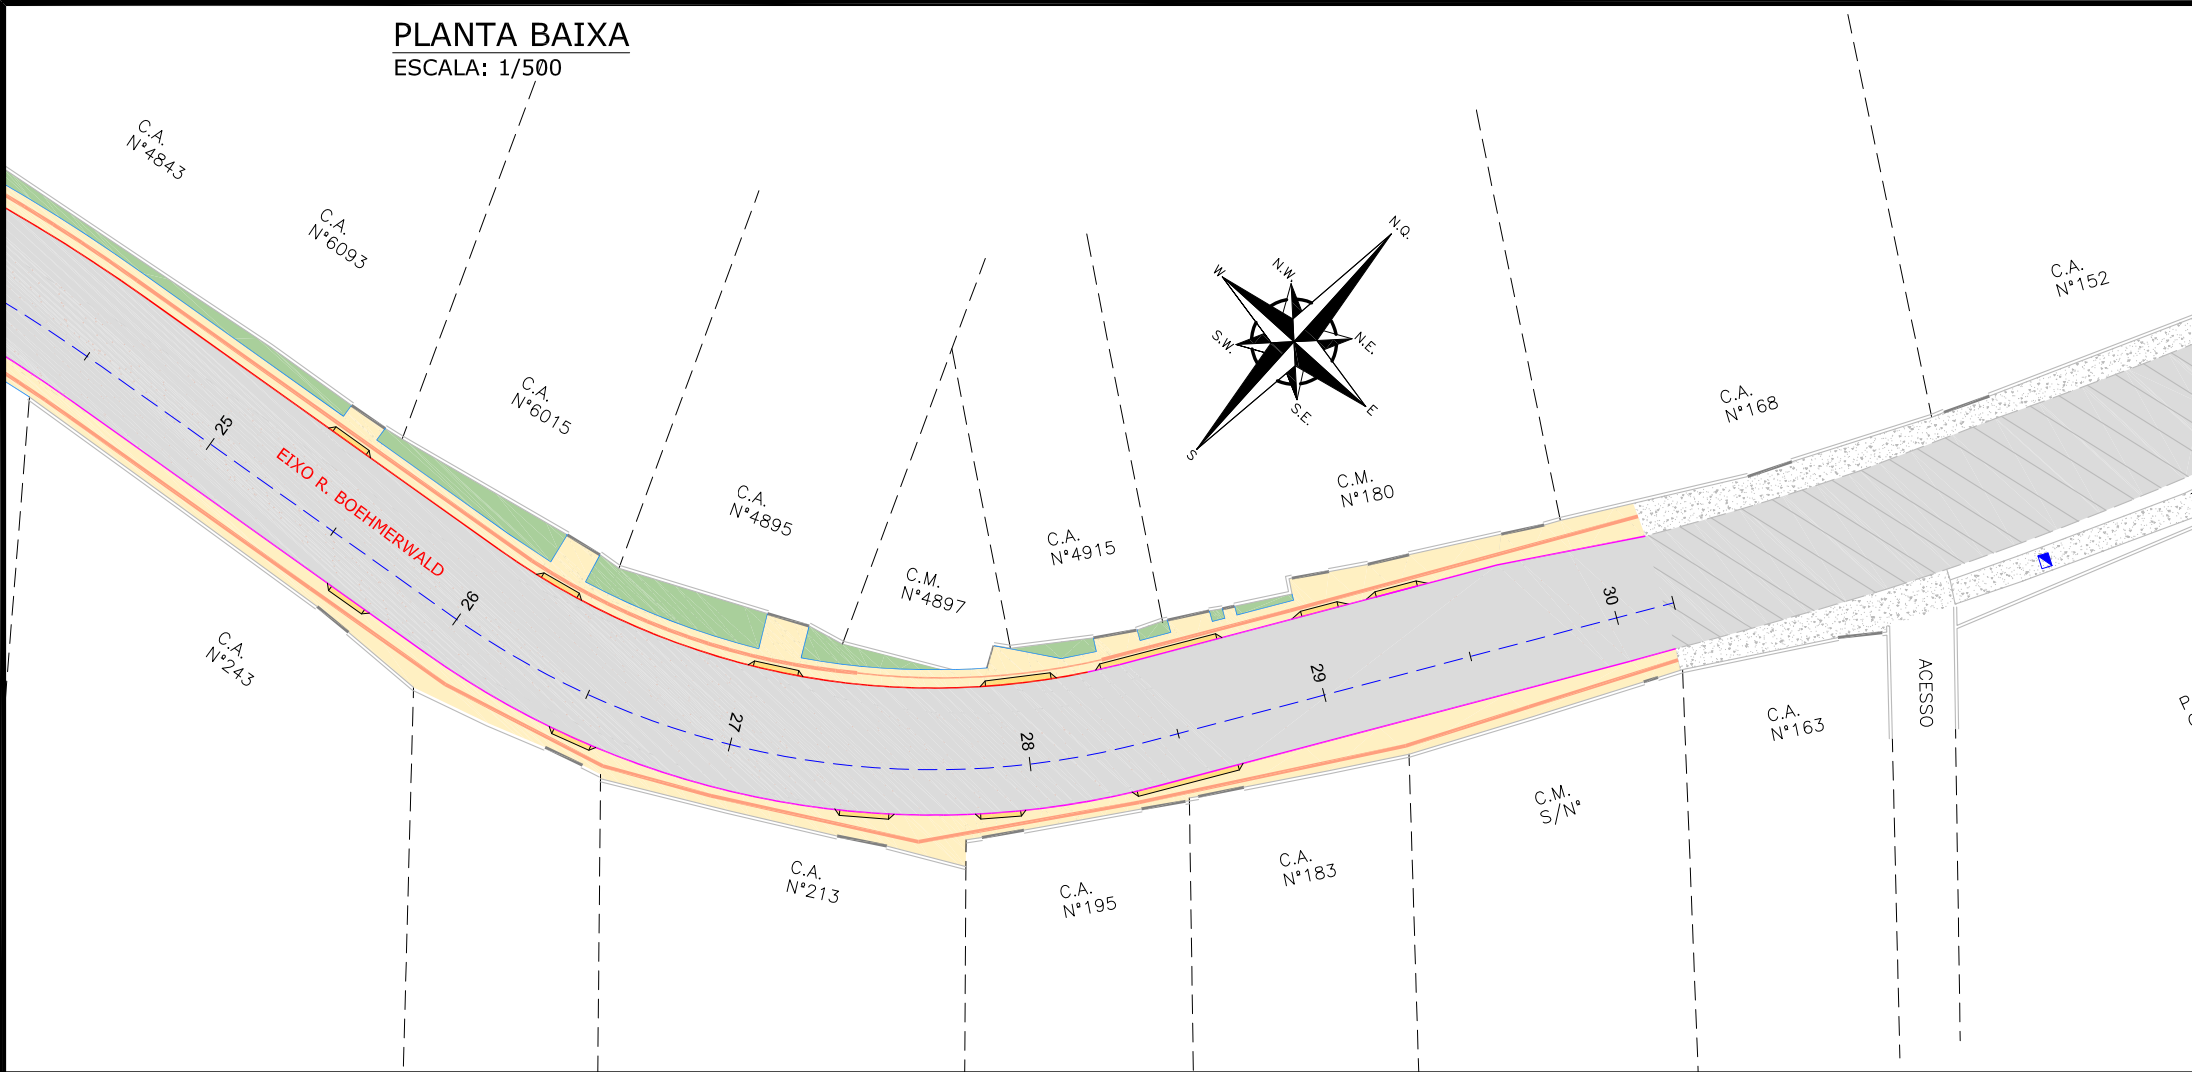 PLANTA BAIXA
ESCALA: 1/500
C.A.
N°4843
C.A.
N°6093
C.A.
N°6015
C.A.
N°4895
C.M.
N°4897
C.A.
N°4915
C.M.
N°180
C.A.
N°168
C.A.
N°152
N.Q.
N.W.
W
S.W.
N.E.
S.E.
E
S
25
EIXO R. BOEHMERWALD
26
27
28
29
30
C.A.
N°243
C.A.
N°213
C.A.
N°195
C.A.
N°183
C.M.
S/N°
C.A.
N°163
ACESSO